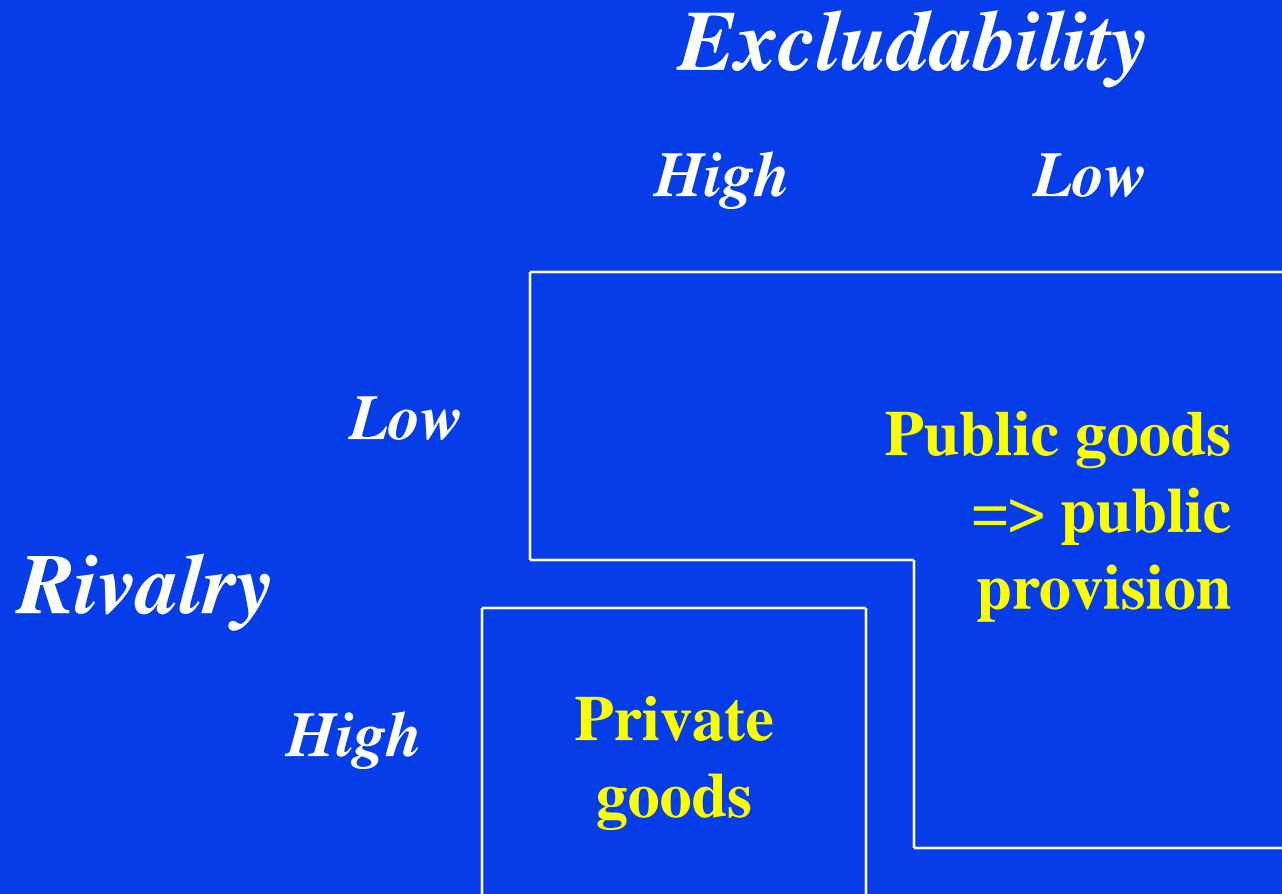 Excludability
High Low
Low
Public goods
=> public
provision
Rivalry
High
Private
goods